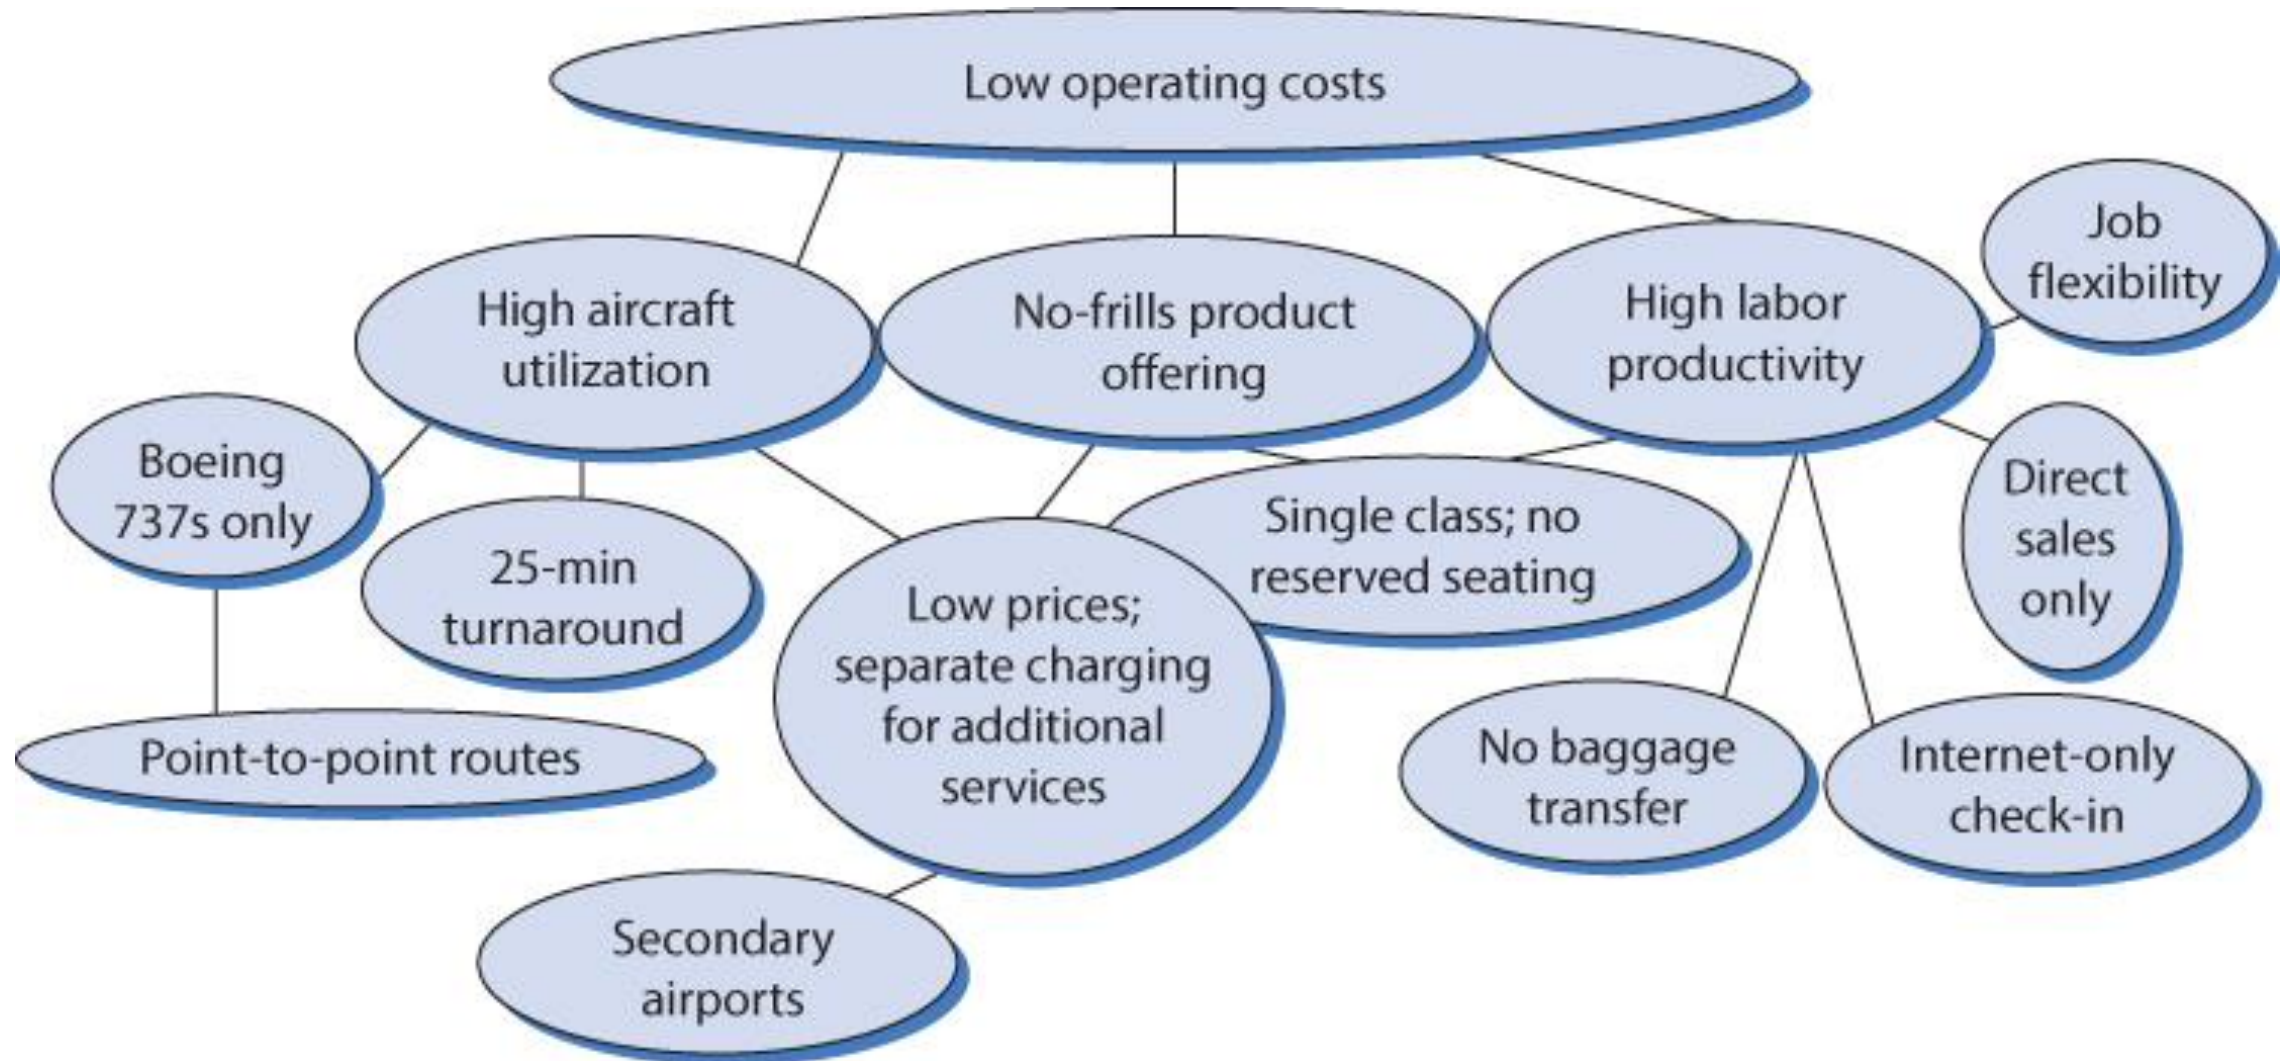 Low operating costs
Job
flexibility
High aircraft
utilization
No-frills product
offering
High labor
productivity
Boeing
737s only
25-min
turnaround
Single class; no
reserved seating
Direct
sales
only
Low prices;
separate charging
for additional
services
Point-to-point routes
No baggage
transfer
Internet-only
check-in
Secondary
airports